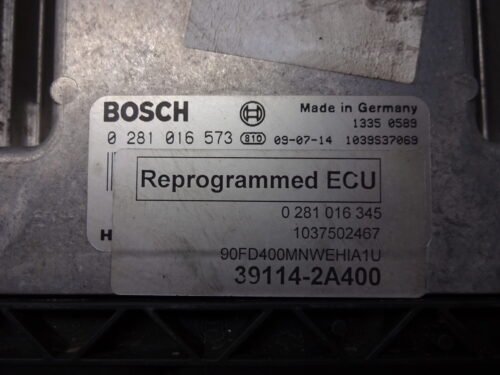 BOSCH Made in Germany
1335 0589
0 281 016 573 810 09-07-14 1039S37069
Reprogrammed ECU
0 281 016 345
1037502467
H
90FD400MNWEHIA1U
39114-2A400